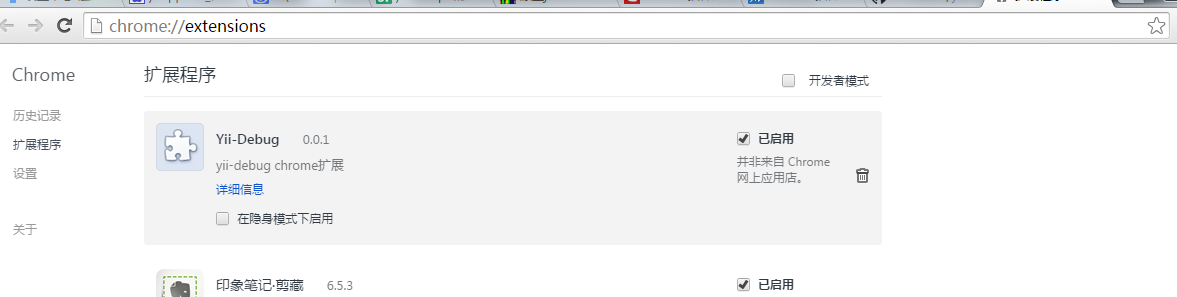 chrome://extensions
Chrome
扩展程序
开发者模式
历史记录
扩展程序
设置
关于
Yii-Debug 0.0.1
已启用
yii-debug chrome扩展
并非来自 Chrome
网上应用店。
详细信息
在隐身模式下启用
印象笔记·剪藏 6.5.3
已启用